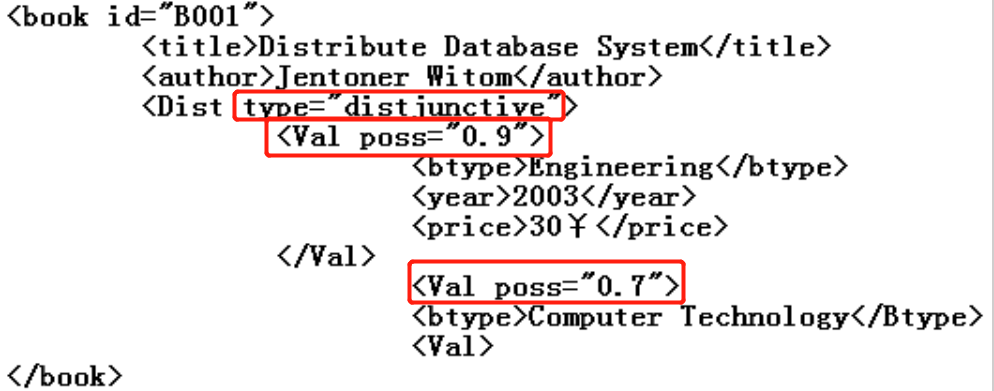 <book id="B001">
<title>Distribute Database System</title>
<author>Jentoner Witom</author>
<Dist type="distjunctive">
<Val poss="0.9">
<btype>Engineering</btype>
<year>2003</year>
<price>30¥</price>
</Val>
<Val poss="0.7">
<btype>Computer Technology</Btype>
<Val>
</book>